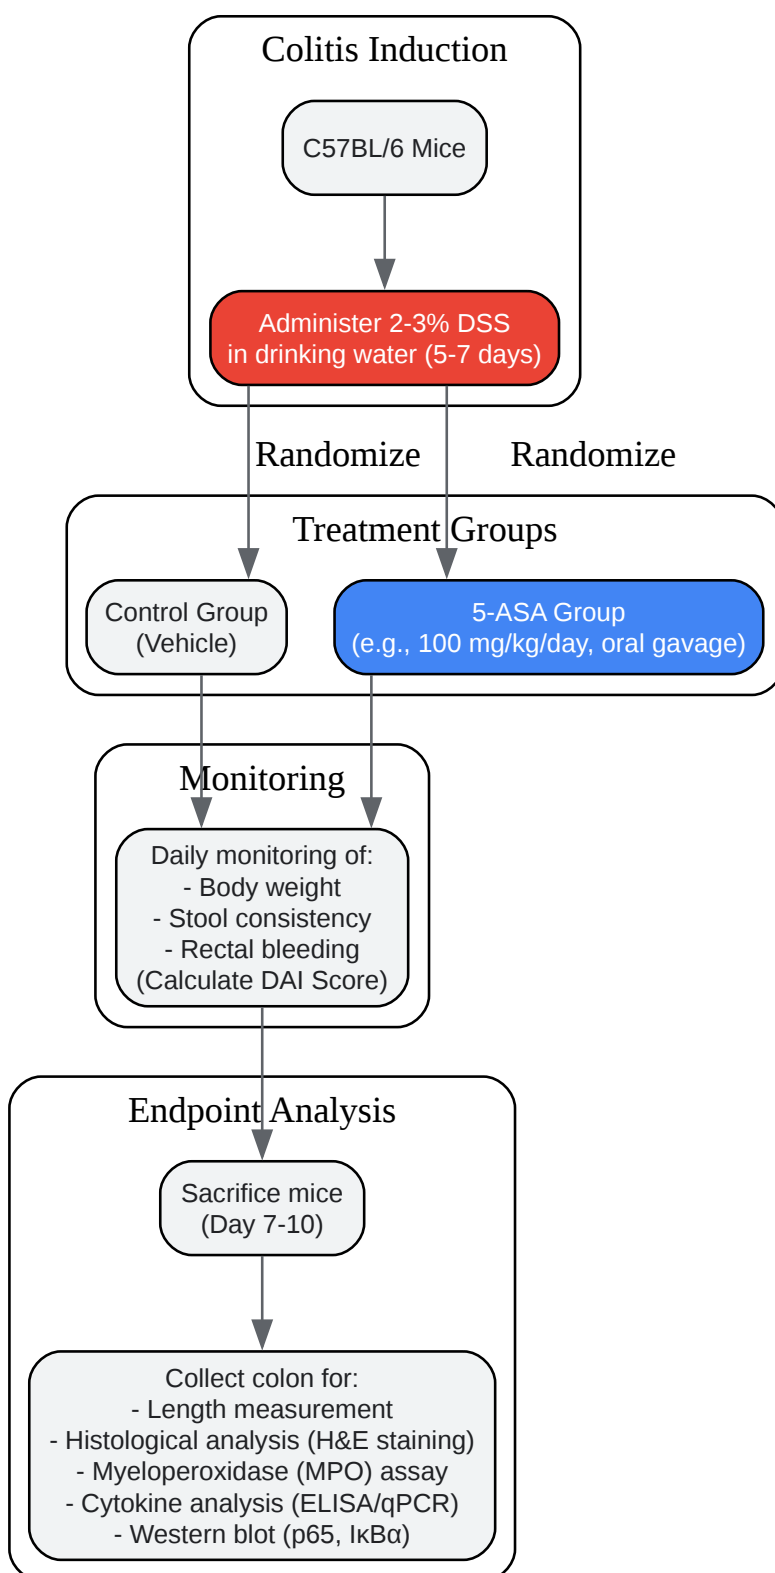 Colitis Induction
C57BL/6 Mice
Administer 2-3% DSS
in drinking water (5-7 days)
Randomize
Randomize
Treatment Groups
Control Group
(Vehicle)
5-ASA Group
(e.g., 100 mg/kg/day, oral gavage)
Monitoring
Daily monitoring of:
- Body weight
- Stool consistency
- Rectal bleeding
(Calculate DAI Score)
Endpoint Analysis
Sacrifice mice
(Day 7-10)
Collect colon for:
- Length measurement
- Histological analysis (H&E staining)
- Myeloperoxidase (MPO) assay
- Cytokine analysis (ELISA/qPCR)
- Western blot (p65, IκBα)